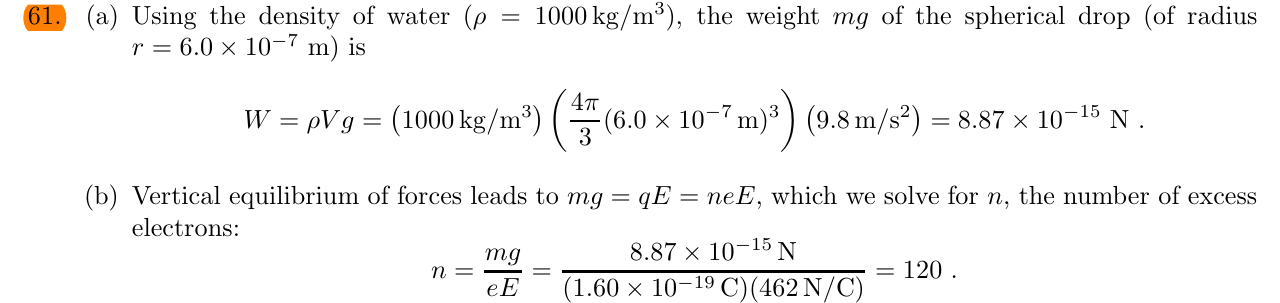 61. (a) Using the density of water (ρ = 1000 kg/m³), the weight mg of the spherical drop (of radius
r = 6.0 × 10⁻⁷ m) is
W = ρVg = (1000 kg/m³) (4π/3 (6.0 × 10⁻⁷ m)³) (9.8 m/s²) = 8.87 × 10⁻¹⁵ N .
(b) Vertical equilibrium of forces leads to mg = qE = neE, which we solve for n, the number of excess
electrons:
n = mg/eE = 8.87 × 10⁻¹⁵ N/(1.60 × 10⁻¹⁹ C)(462 N/C) = 120 .